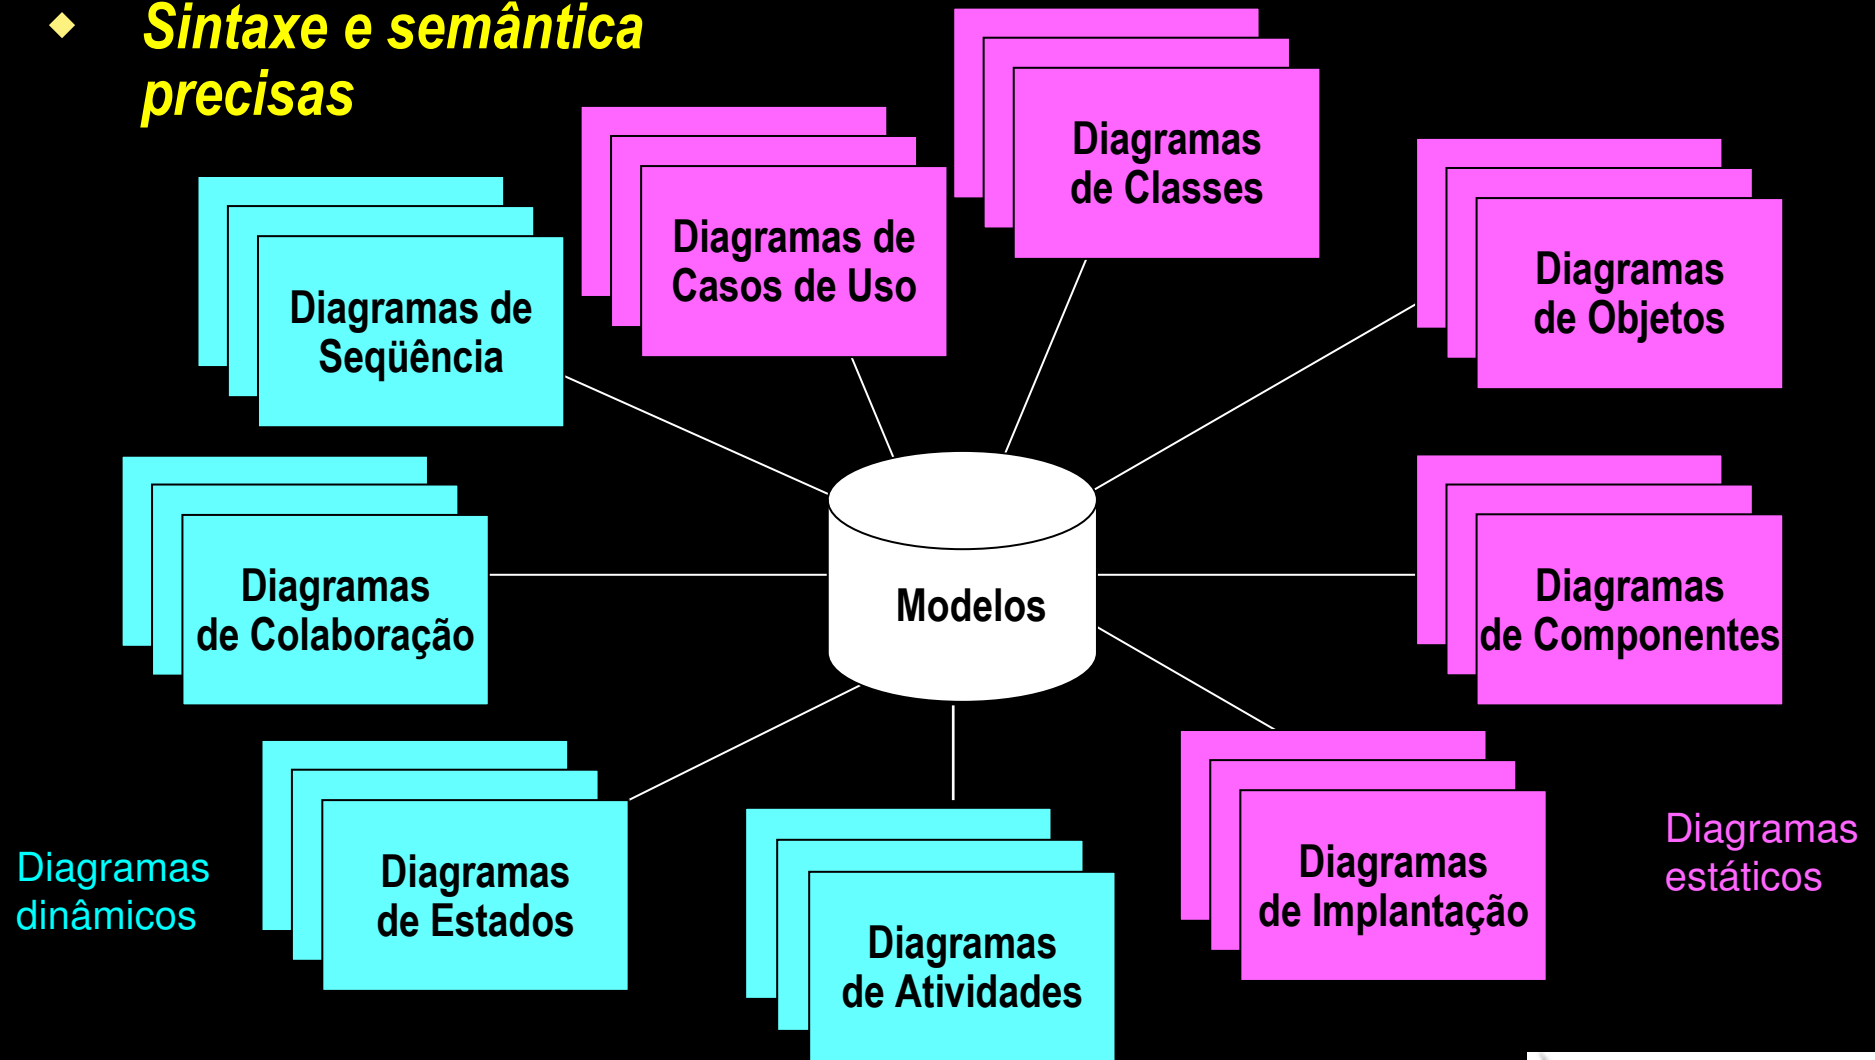 Sintaxe e semântica
precisas
Diagramas
de Classes
Diagramas de
Casos de Uso
Diagramas
de Objetos
Diagramas de
Seqüência
Diagramas
de Colaboração
Modelos
Diagramas
de Componentes
Diagramas
dinâmicos
Diagramas
de Estados
Diagramas
de Atividades
Diagramas
de Implantação
Diagramas
estáticos